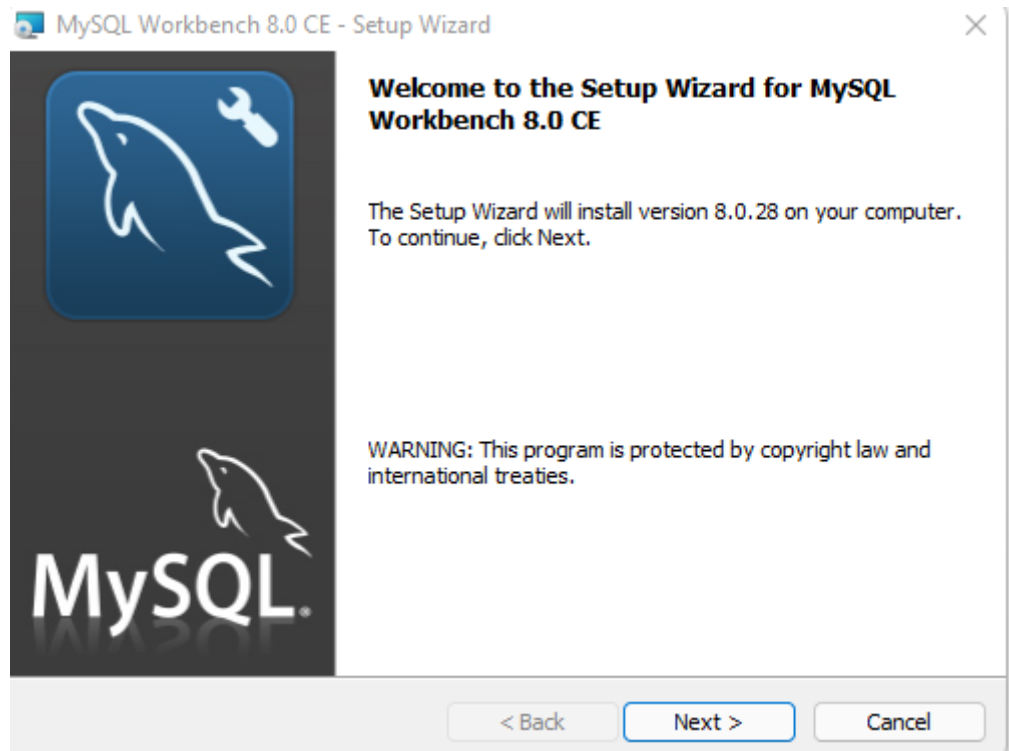 MySQL Workbench 8.0 CE - Setup Wizard
Welcome to the Setup Wizard for MySQL
Workbench 8.0 CE
The Setup Wizard will install version 8.0.28 on your computer.
To continue, click Next.
WARNING: This program is protected by copyright law and
international treaties.
MySQL®
< Back Next > Cancel